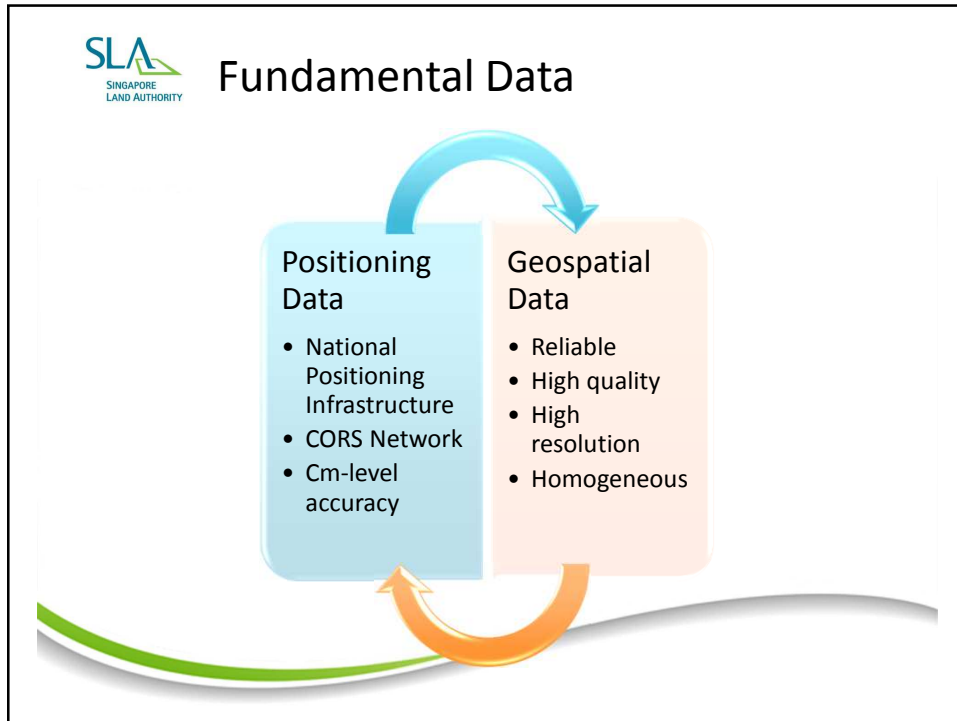 SLA
SINGAPORE
LAND AUTHORITY
Fundamental Data
Positioning
Data
• National
Positioning
Infrastructure
• CORS Network
• Cm-level
accuracy
Geospatial
Data
• Reliable
• High quality
• High
resolution
• Homogeneous